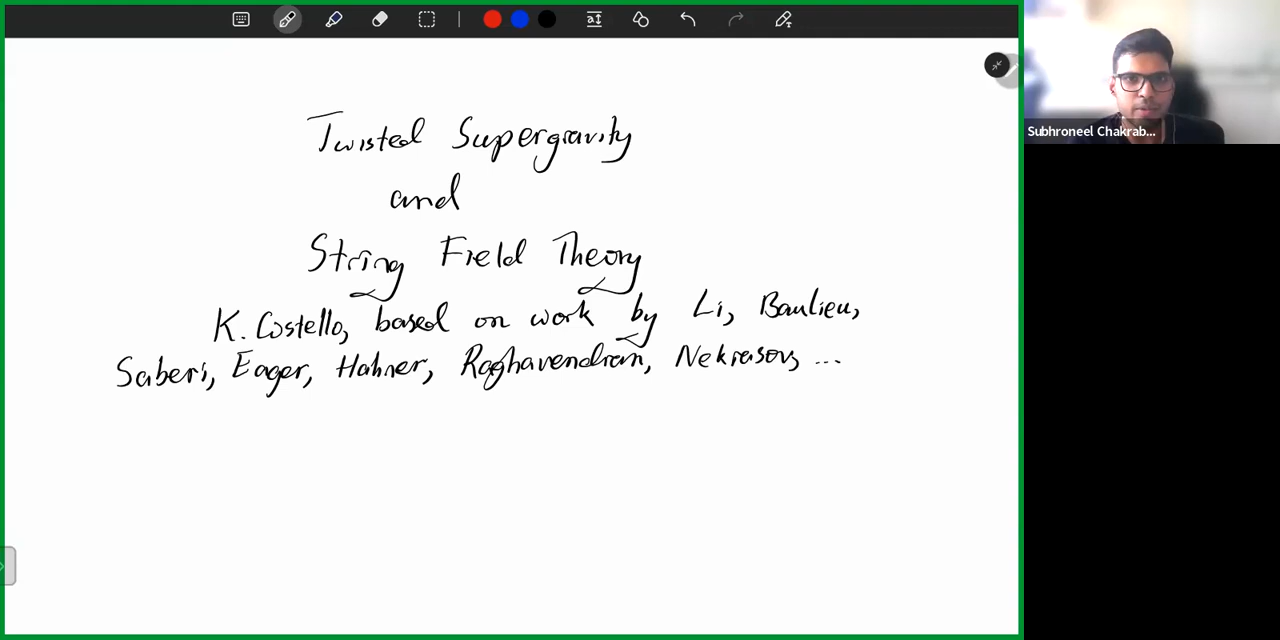 Twisted Supergravity
and
String Field Theory
K. Costello, based on work by Li, Baulieu,
Saberi, Eager, Hahner, Raghavendran, Nekrasov, ...
Subhroneel Chakrab...